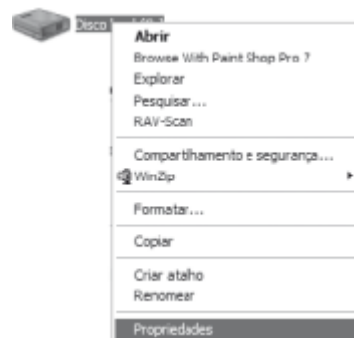 Disco
Abrir
Browse With Paint Shop Pro 7
Explorar
Pesquisar...
RAV-Scan
Compartilhamento e segurança...
WinZip
Formatar...
Copiar
Criar atalho
Renomear
Propriedades